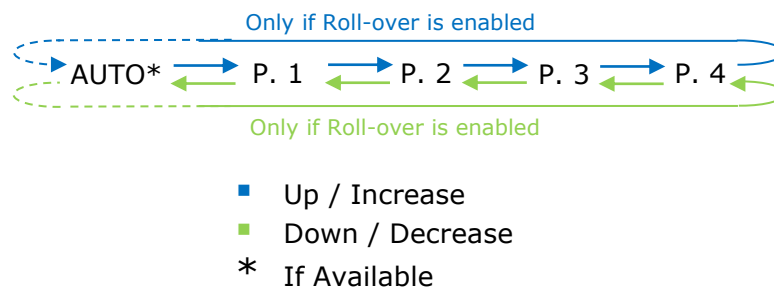 Only if Roll-over is enabled
AUTO* P. 1 P. 2 P. 3 P. 4
Only if Roll-over is enabled
Up / Increase
Down / Decrease
* If Available